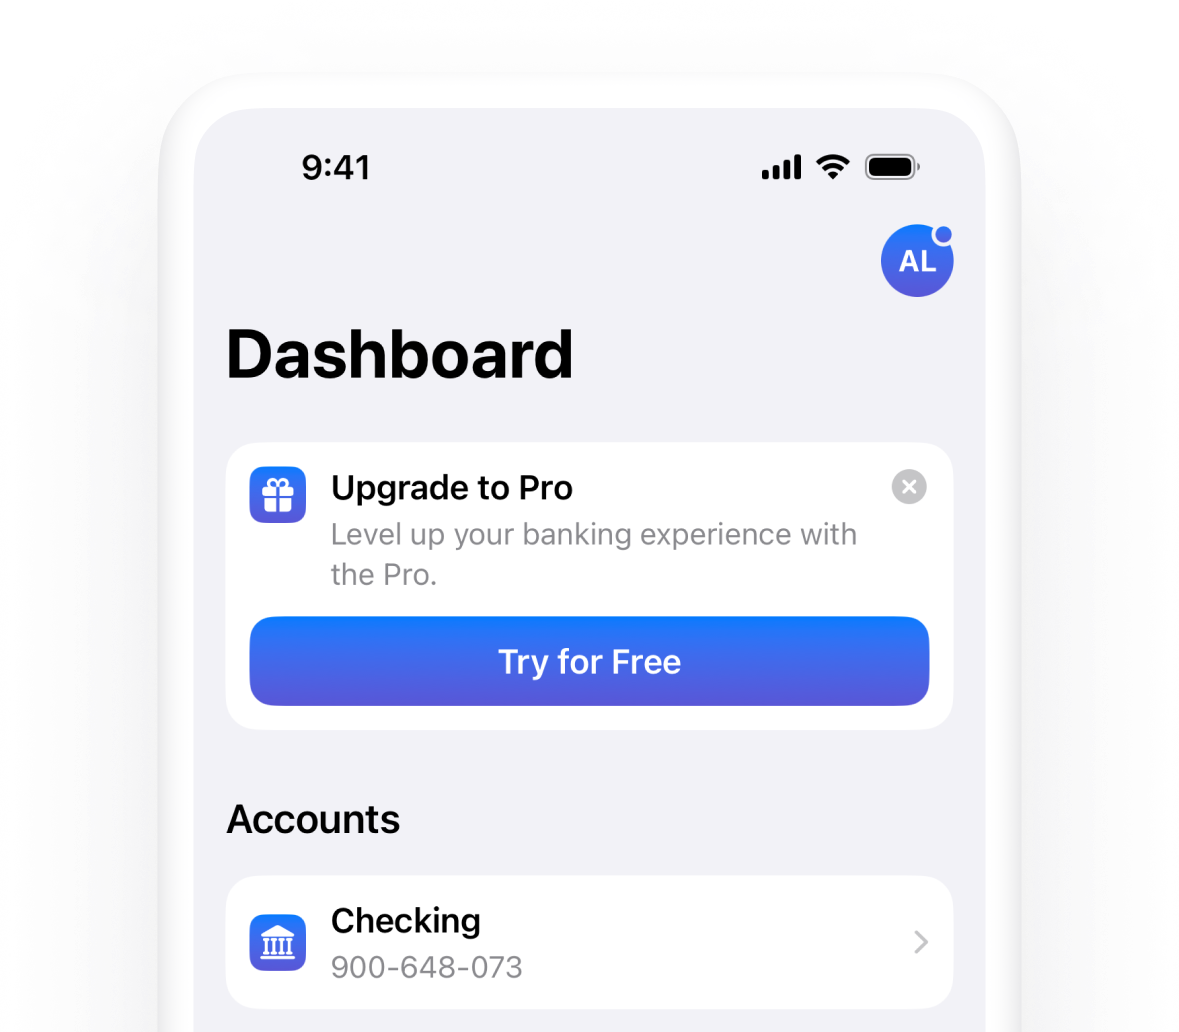 9:41
AL
Dashboard
Upgrade to Pro
Level up your banking experience with
the Pro.
Try for Free
Accounts
Checking
900-648-073